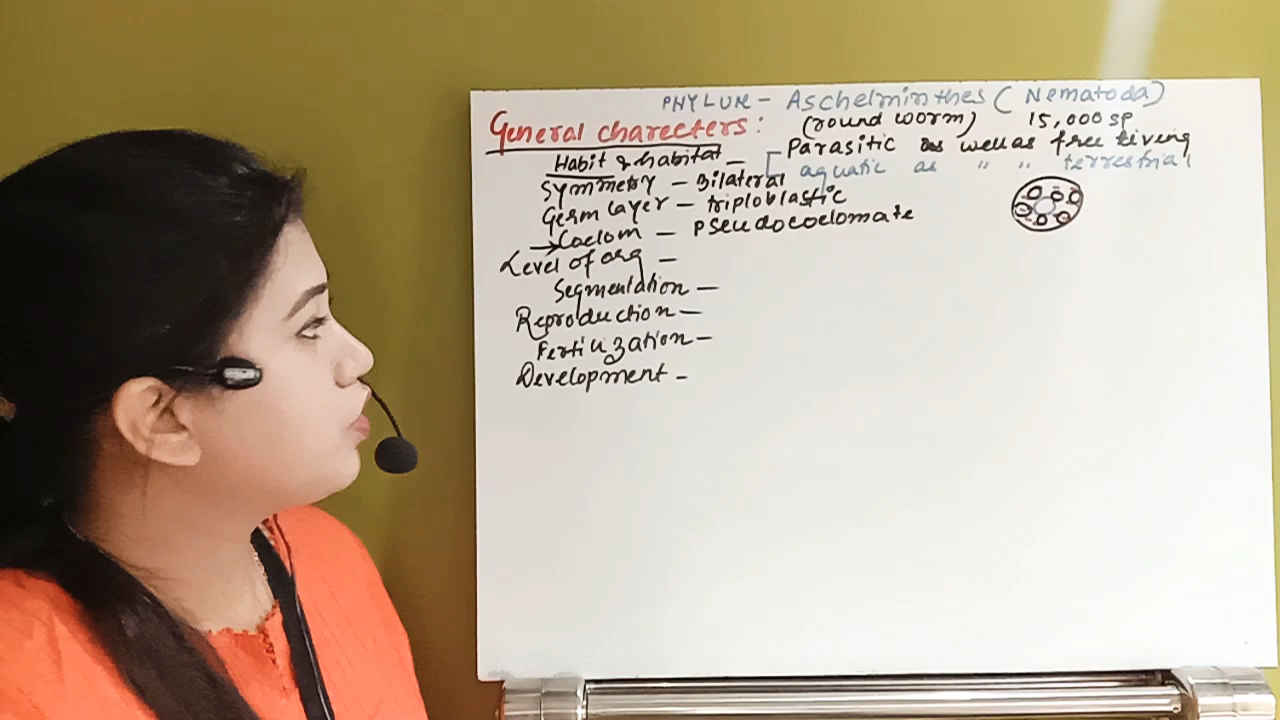 PHYLUM - Aschelminthes (Nematoda)
General charecters: (round worm) 15,000 sp
Habit & habitat - Parasitic as well as free living
aquatic as " " terrestrial
Symmetry - Bilateral
Germ layer - triploblastic
→ Coelom - pseudocoelomate
Level of org -
Segmentation -
Reproduction -
Fertilization -
Development -